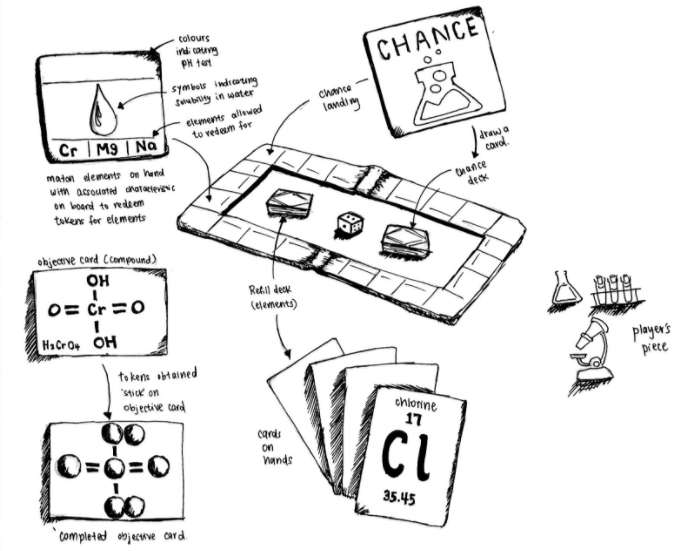 colours
indicating
pH test
symbols indicating
solubility in water
elements allowed
to redeem for
Cr | Mg | Na
match elements on hand
with associated characteristic
on board to redeem
tokens for elements
CHANCE
chance
landing
draw a
card.
chance
deck
objective card (compound)
OH
O = Cr = O
OH
H2CrO4
tokens obtained
'stick' on
objective card
'completed objective card
Refill deck
(elements)
cards
on
hands
chlorine
17
Cl
35.45
player's
piece